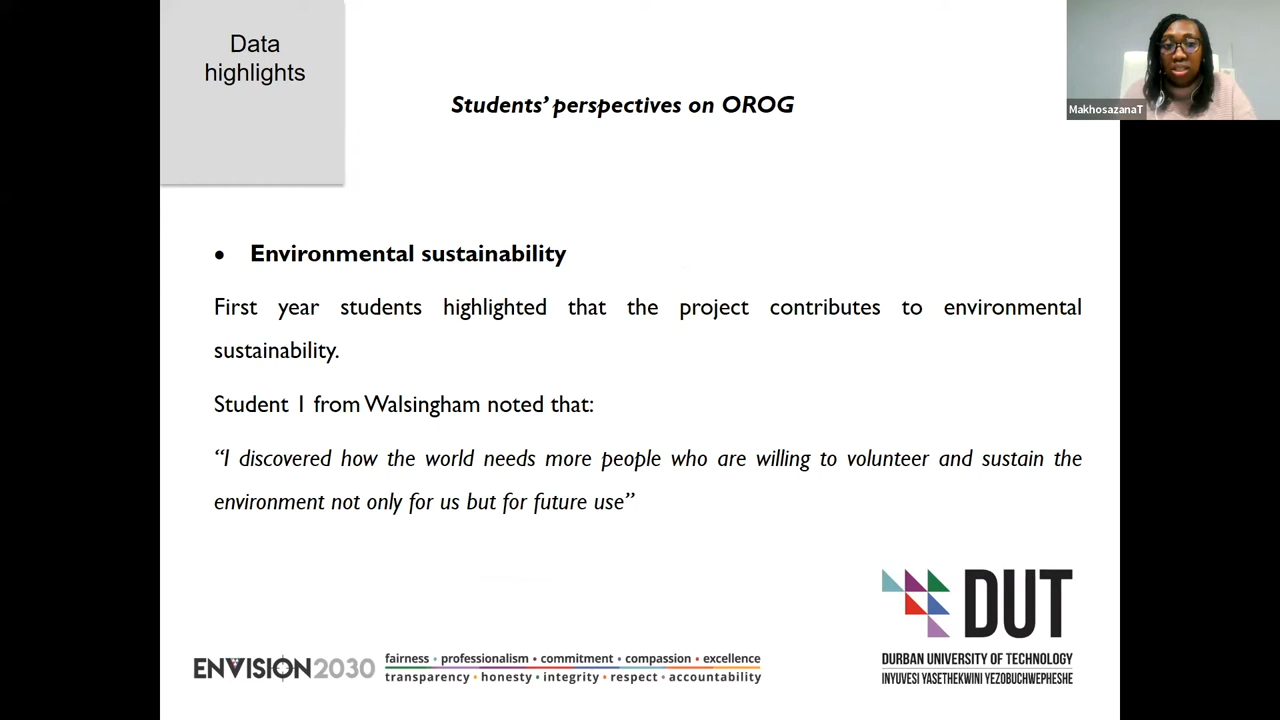 Data
highlights
Students' perspectives on OROG
MakhosazanaT
• Environmental sustainability
First year students highlighted that the project contributes to environmental
sustainability.
Student 1 from Walsingham noted that:
“I discovered how the world needs more people who are willing to volunteer and sustain the
environment not only for us but for future use”
DUT
DURBAN UNIVERSITY OF TECHNOLOGY
INYUVESI YASETHEKWINI YEZOBUCHWEPHESHE
ENVISION2030
fairness • professionalism • commitment • compassion • excellence
transparency • honesty • integrity • respect • accountability